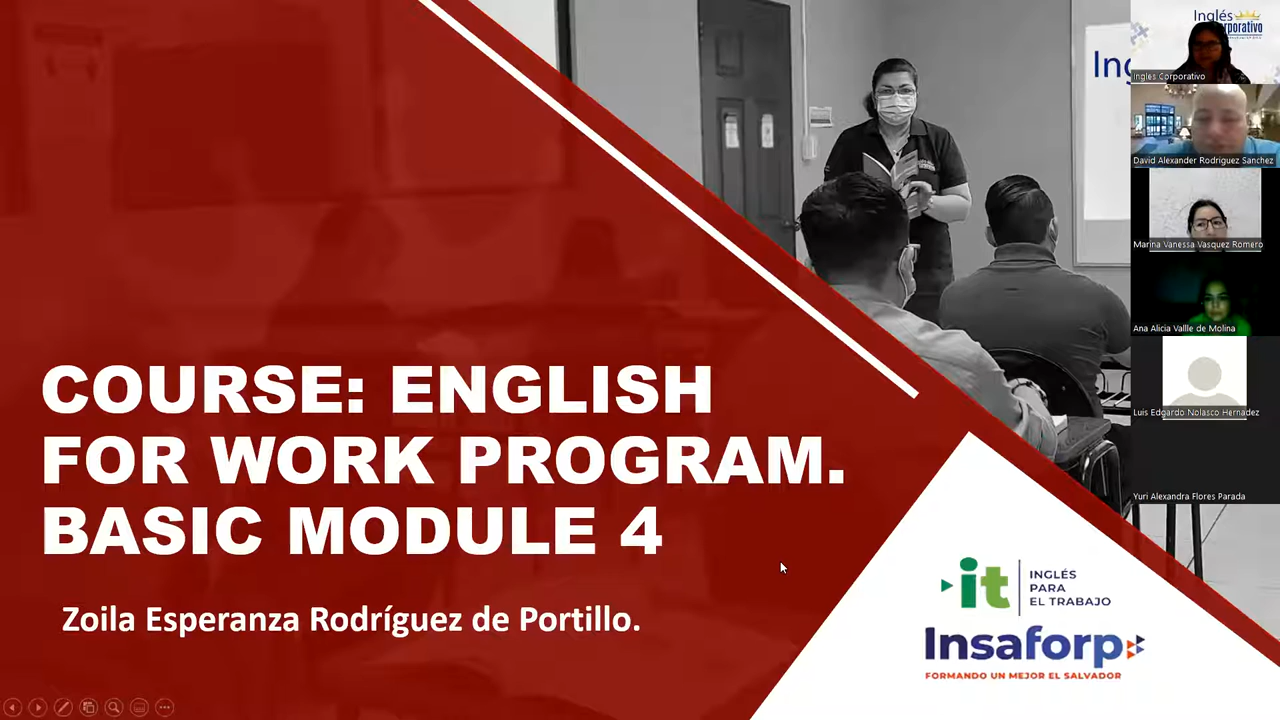 COURSE: ENGLISH
FOR WORK PROGRAM.
BASIC MODULE 4
Zoila Esperanza Rodríguez de Portillo.
it
INGLÉS
PARA
EL TRABAJO
Insaforp
FORMANDO UN MEJOR EL SALVADOR
Ing
Inglés
Corporativo
Ingles Corporativo
David Alexander Rodriguez Sanchez
Marina Vanessa Vasquez Romero
Ana Alicia Vallle de Molina
Luis Edgardo Nolasco Hernadez
Yuri Alexandra Flores Parada